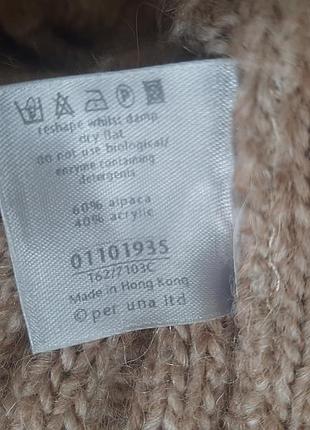 reshape whilst damp
dry flat
do not use biological/
enzyme containing
detergents
60% alpaca
40% acrylic
01101935
T62/7103C
Made in Hong Kong
© per una ltd